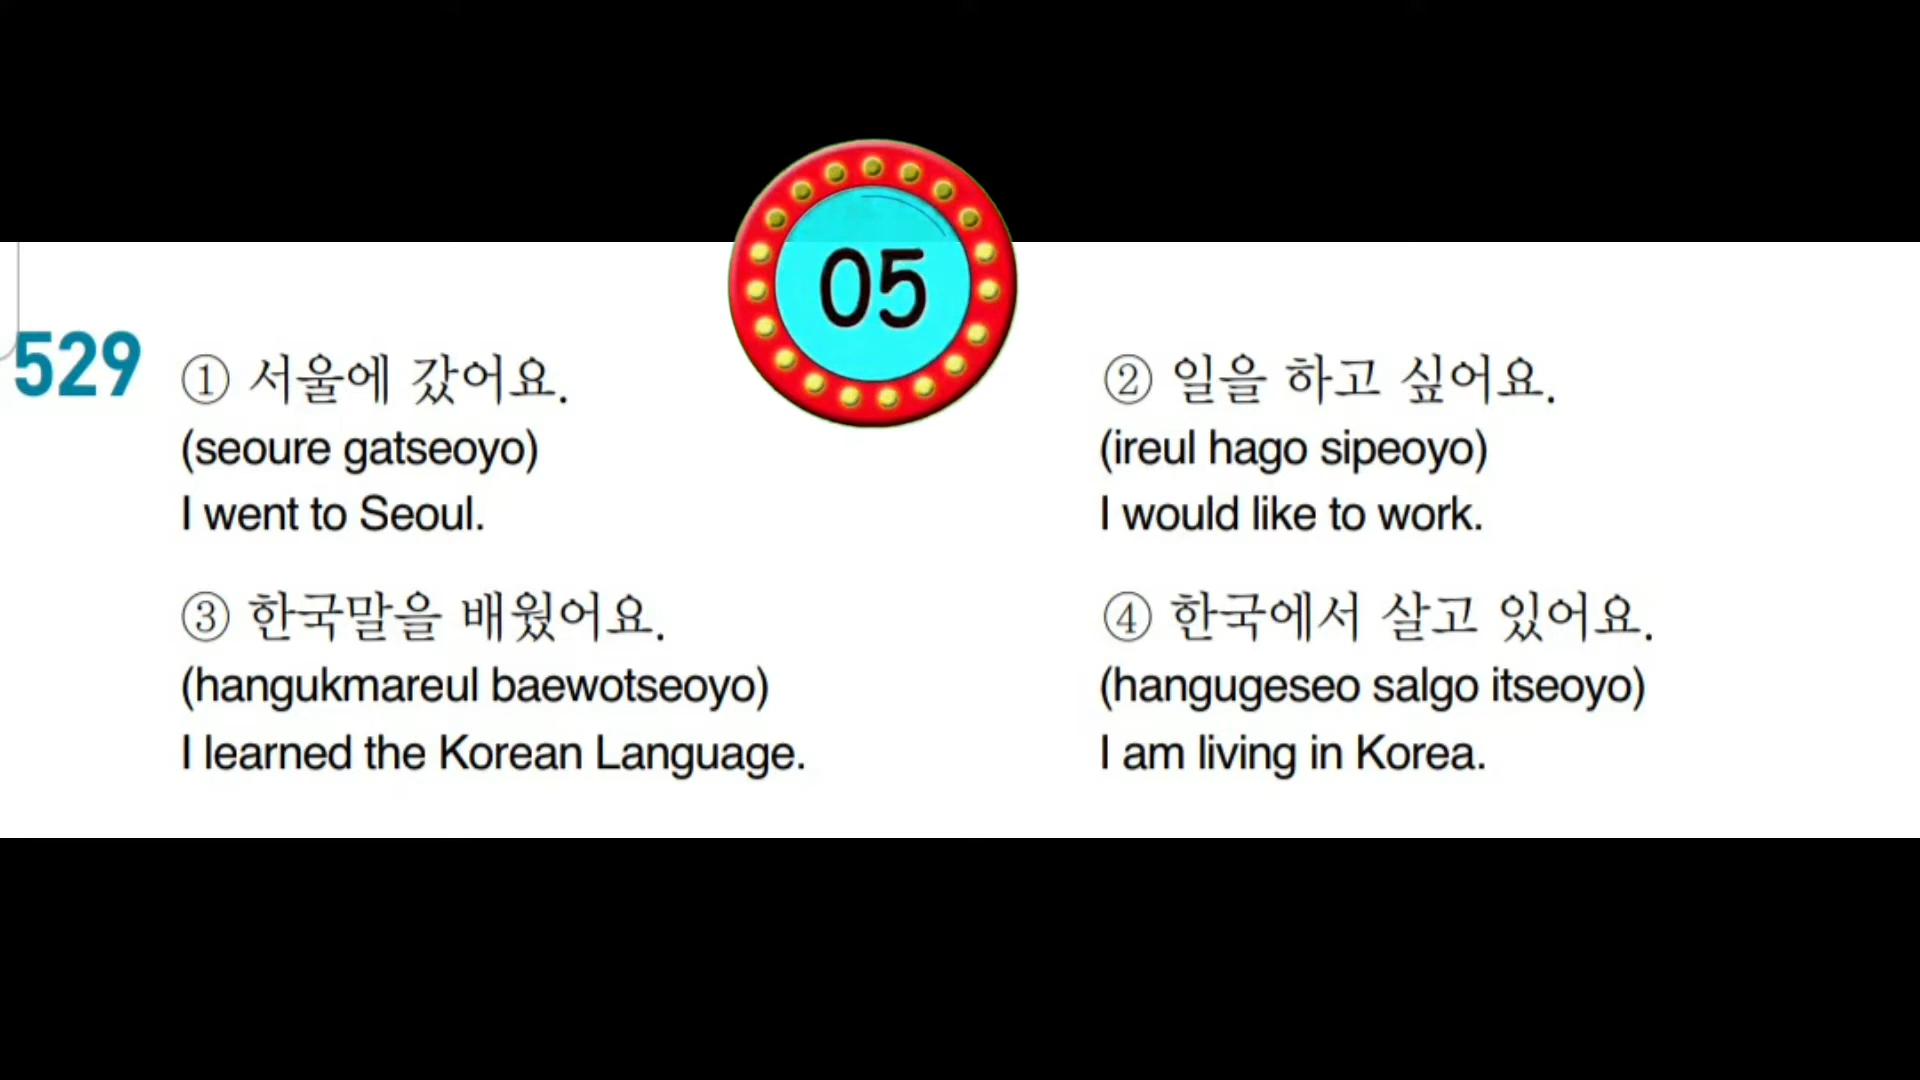 05
529
① 서울에 갔어요.
(seoure gatseoyo)
I went to Seoul.
② 일을 하고 싶어요.
(ireul hago sipeoyo)
I would like to work.
③ 한국말을 배웠어요.
(hangukmareul baewotseoyo)
I learned the Korean Language.
④ 한국에서 살고 있어요.
(hangugeseo salgo itseoyo)
I am living in Korea.